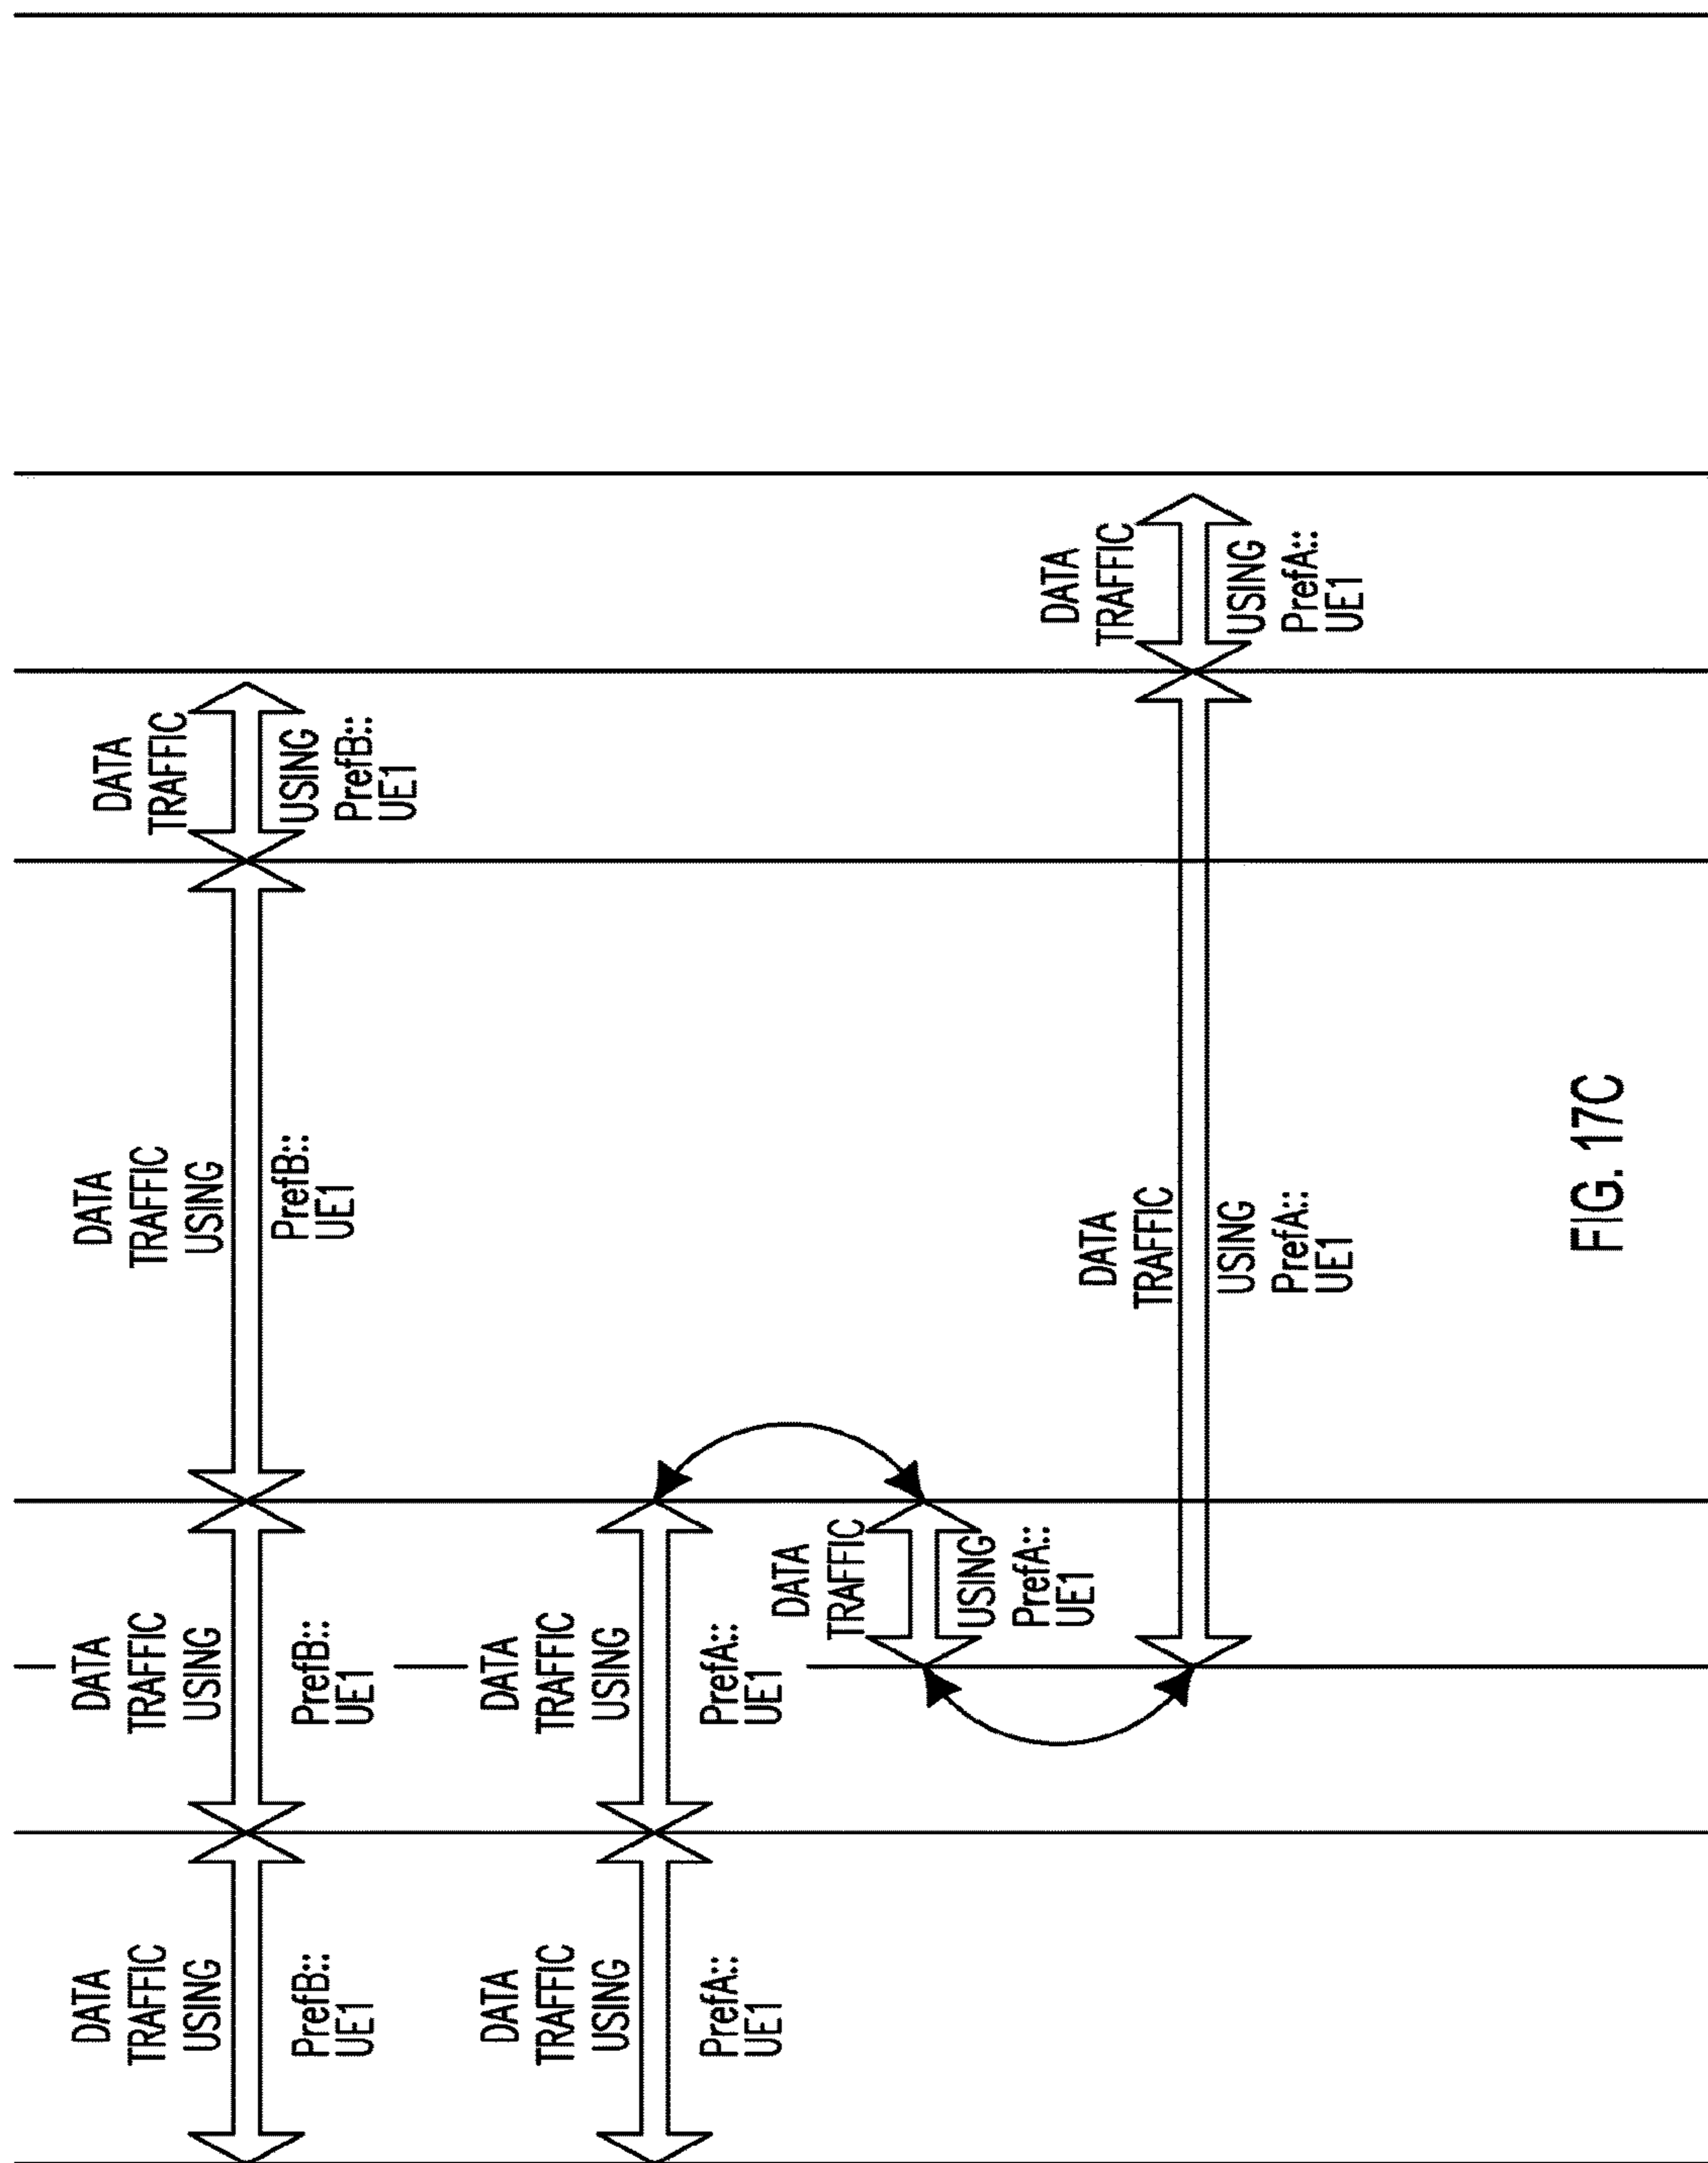 DATA
TRAFFIC
USING
PrefB::
UE1
DATA
TRAFFIC
USING
PrefB::
UE1
DATA
TRAFFIC
USING
PrefB::
UE1
DATA
TRAFFIC
USING
PrefB::
UE1
DATA
TRAFFIC
USING
PrefA::
UE1
DATA
TRAFFIC
USING
PrefA::
UE1
DATA
TRAFFIC
USING
PrefA::
UE1
DATA
TRAFFIC
USING
PrefA::
UE1
DATA
TRAFFIC
USING
PrefA::
UE1
FIG. 17C